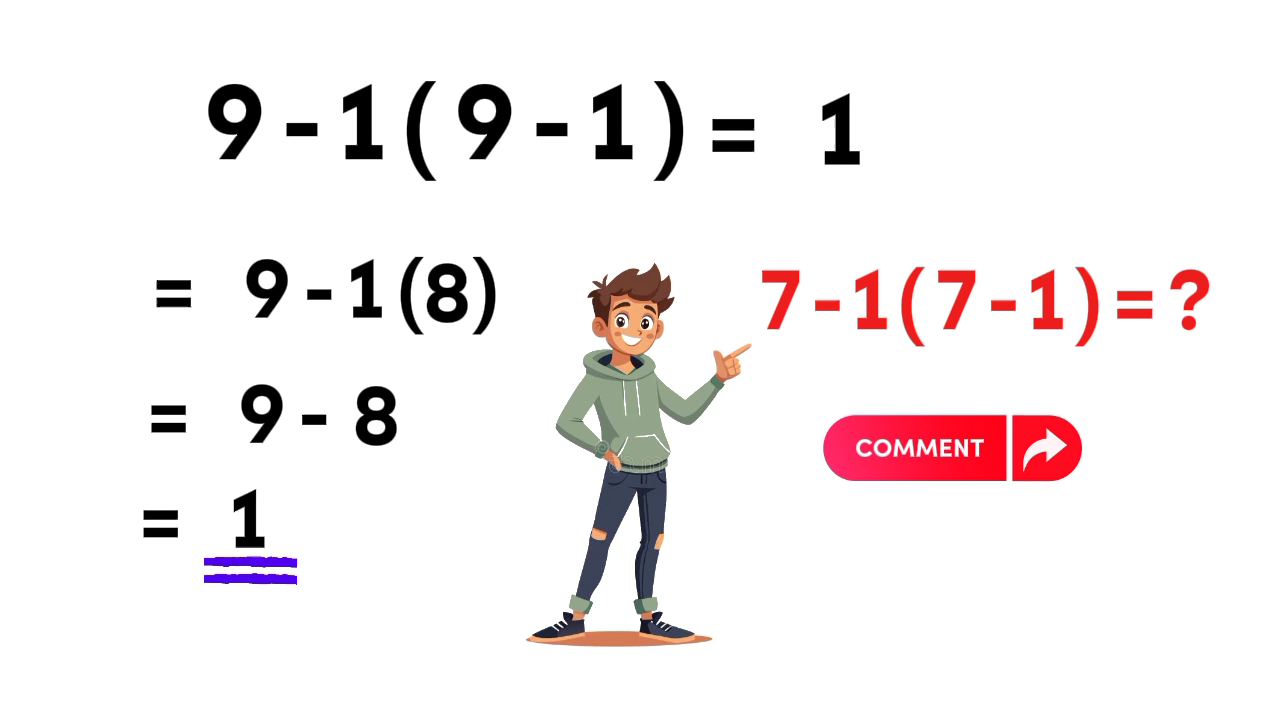 9-1(9-1)= 1
= 9-1(8)
= 9- 8
= 1
7-1(7-1)=?
COMMENT